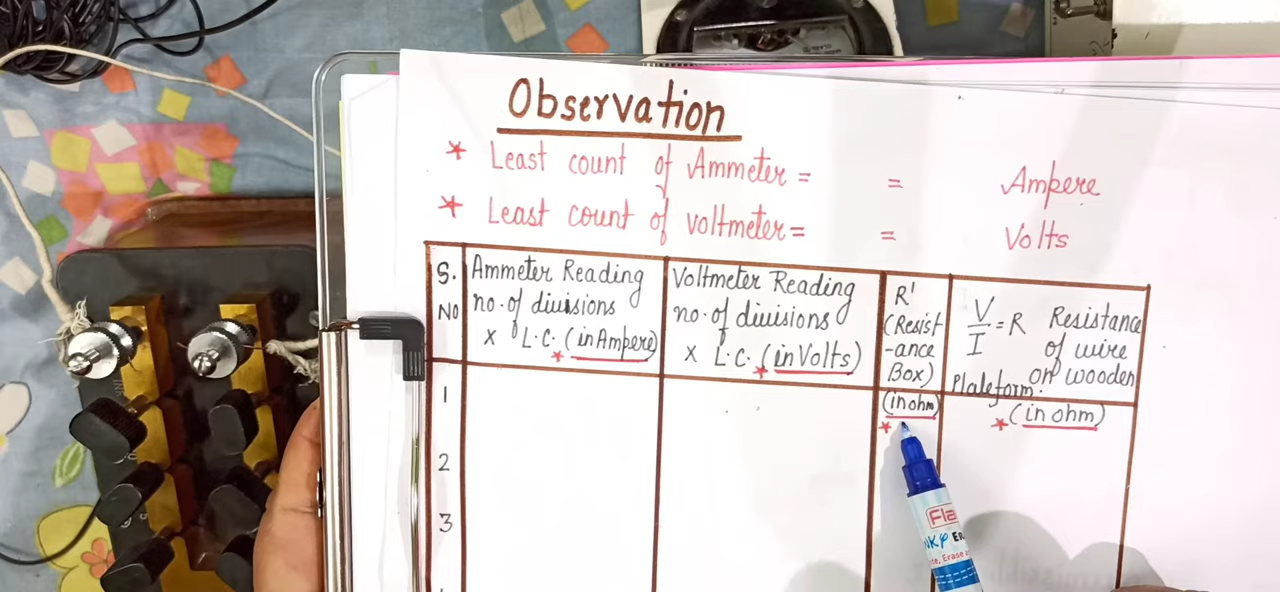 Observation
* Least count of Ammeter = = Ampere
* Least count of voltmeter = = Volts
S. No
Ammeter Reading
no. of divisions
x L.C. (in Ampere)
*
Voltmeter Reading
no. of divisions
x L.C. (in Volts)
*
R'
(Resist
-ance
Box)
(in ohm)
*
V/I = R Resistance
of wire
on wooden
Plateform.
* (in ohm)
1
2
3
Fla